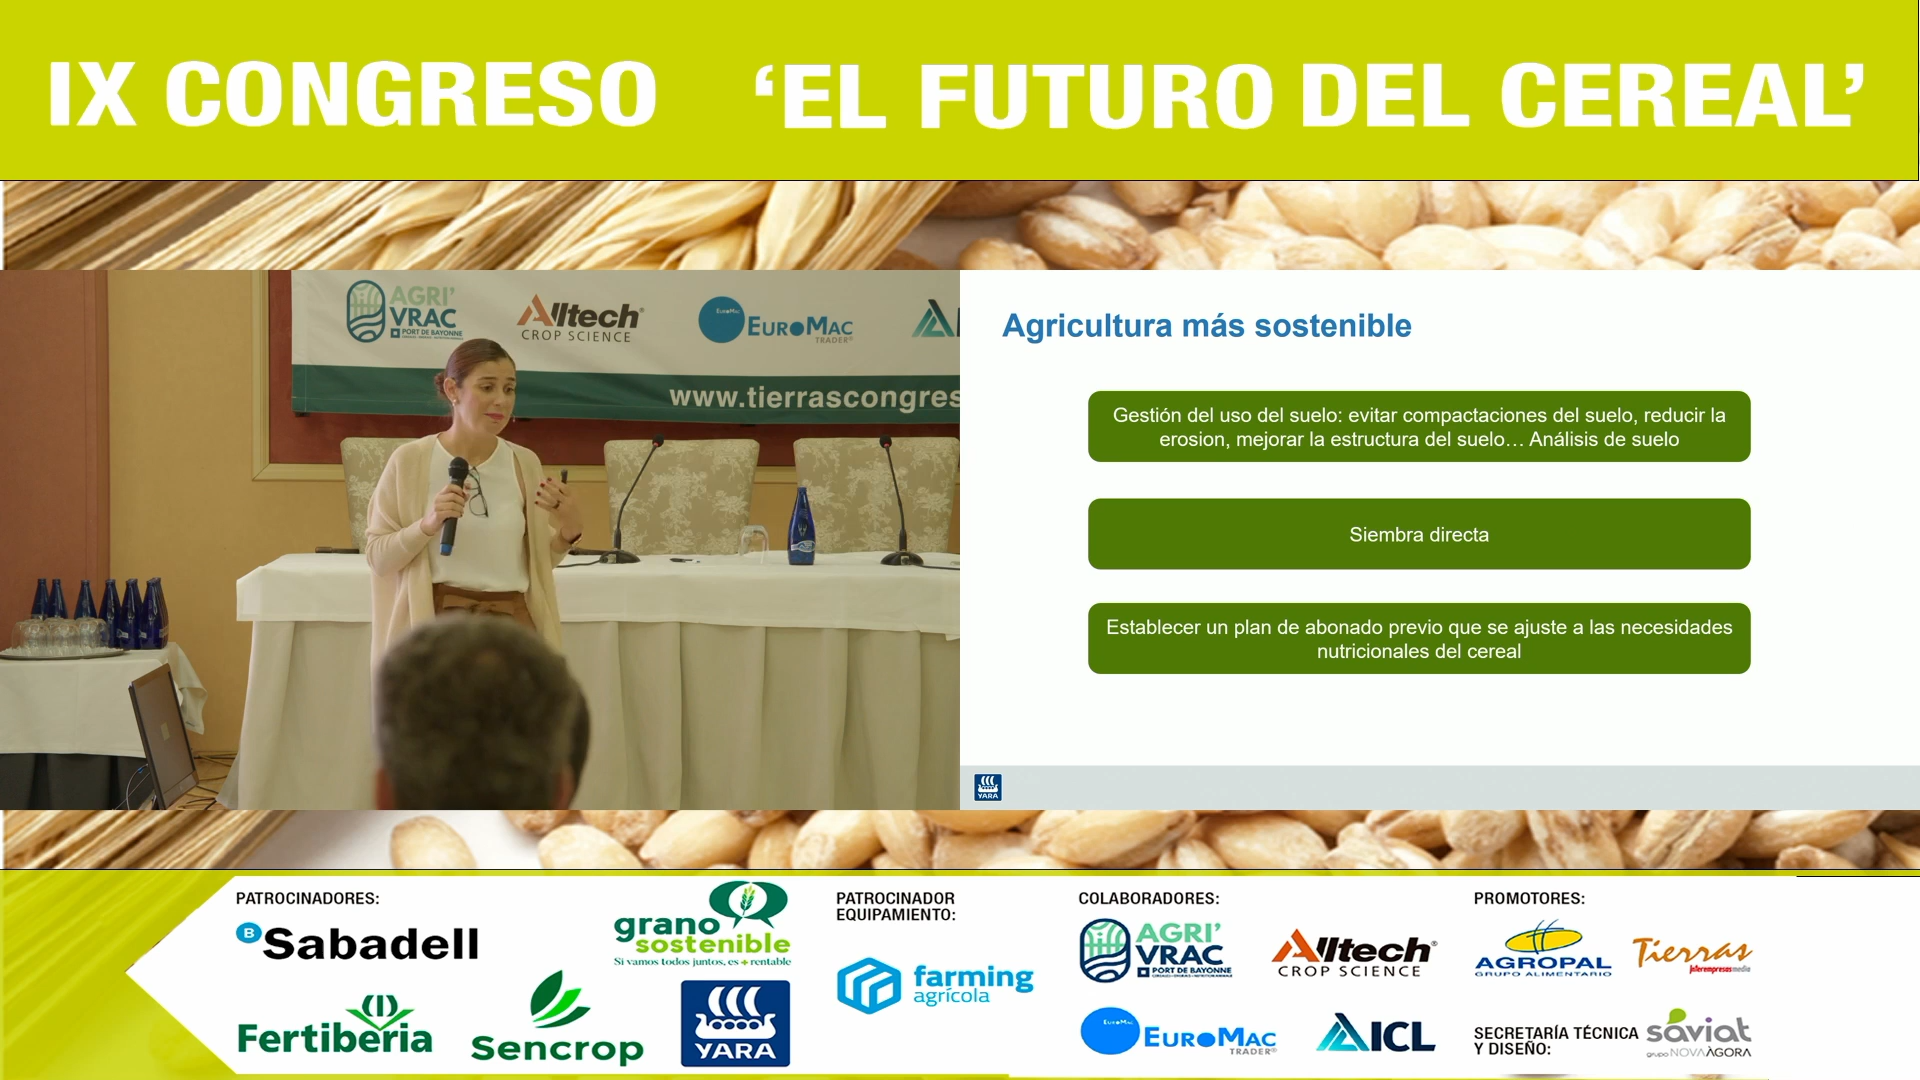 IX CONGRESO ‘EL FUTURO DEL CEREAL’
AGRI’
VRAC
PORT DE BAYONNE
Alltech®
CROP SCIENCE
EuroMac
EUROMAC
TRADER®
www.tierrascongres
Agricultura más sostenible
Gestión del uso del suelo: evitar compactaciones del suelo, reducir la
erosion, mejorar la estructura del suelo… Análisis de suelo
Siembra directa
Establecer un plan de abonado previo que se ajuste a las necesidades
nutricionales del cereal
YARA
PATROCINADORES:
B Sabadell
grano
sostenible
Si vamos todos juntos, es + rentable
Fertiberia
Sencrop
YARA
PATROCINADOR
EQUIPAMIENTO:
farming
agrícola
COLABORADORES:
AGRI’
VRAC
PORT DE BAYONNE
Alltech®
CROP SCIENCE
EuroMac
EUROMAC
TRADER®
ICL
PROMOTORES:
AGROPAL
GRUPO ALIMENTARIO
Tierras
Interempresas media
SECRETARÍA TÉCNICA
Y DISEÑO:
saviat
grupo NOVAÀGORA